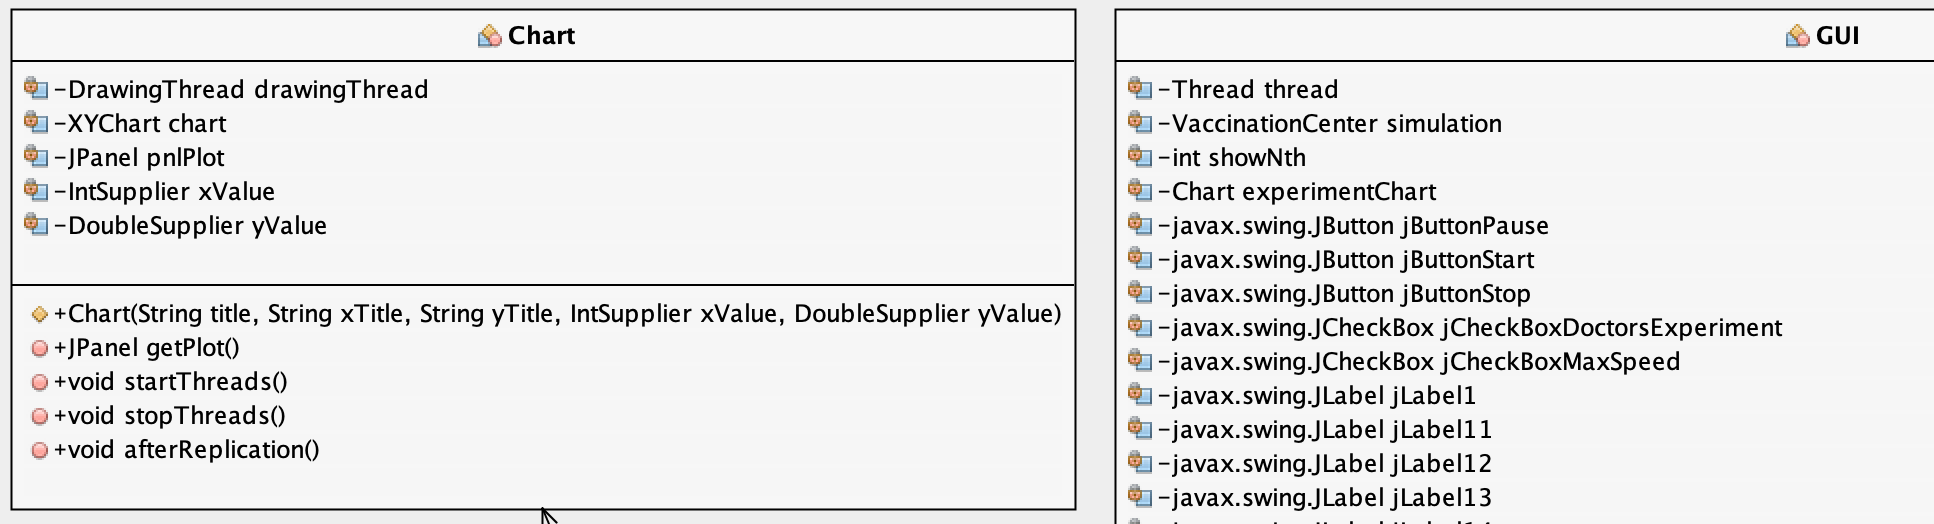 Chart
-DrawingThread drawingThread
-XYChart chart
-JPanel pnlPlot
-IntSupplier xValue
-DoubleSupplier yValue
+Chart(String title, String xTitle, String yTitle, IntSupplier xValue, DoubleSupplier yValue)
+JPanel getPlot()
+void startThreads()
+void stopThreads()
+void afterReplication()
GUI
-Thread thread
-VaccinationCenter simulation
-int showNth
-Chart experimentChart
-javax.swing.JButton jButtonPause
-javax.swing.JButton jButtonStart
-javax.swing.JButton jButtonStop
-javax.swing.JCheckBox jCheckBoxDoctorsExperiment
-javax.swing.JCheckBox jCheckBoxMaxSpeed
-javax.swing.JLabel jLabel1
-javax.swing.JLabel jLabel11
-javax.swing.JLabel jLabel12
-javax.swing.JLabel jLabel13